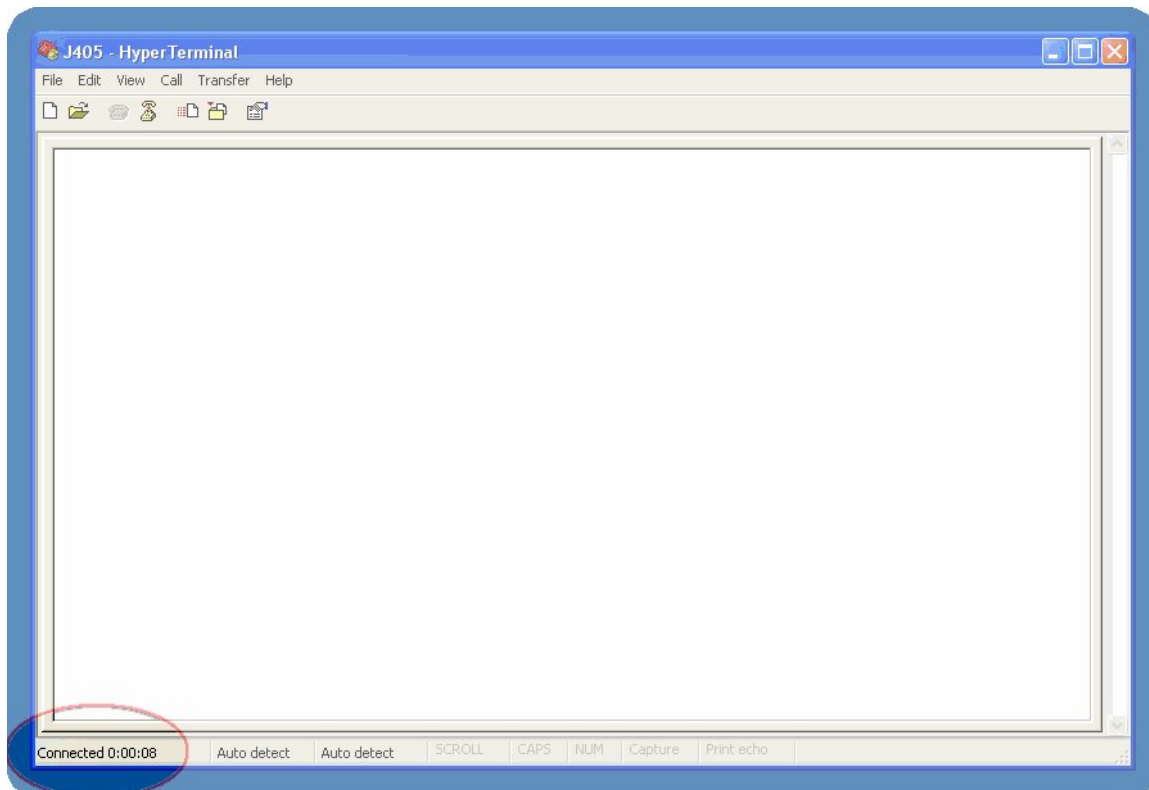 J405 - HyperTerminal
File Edit View Call Transfer Help
Connected 0:00:08 Auto detect Auto detect SCROLL CAPS NUM Capture Print echo